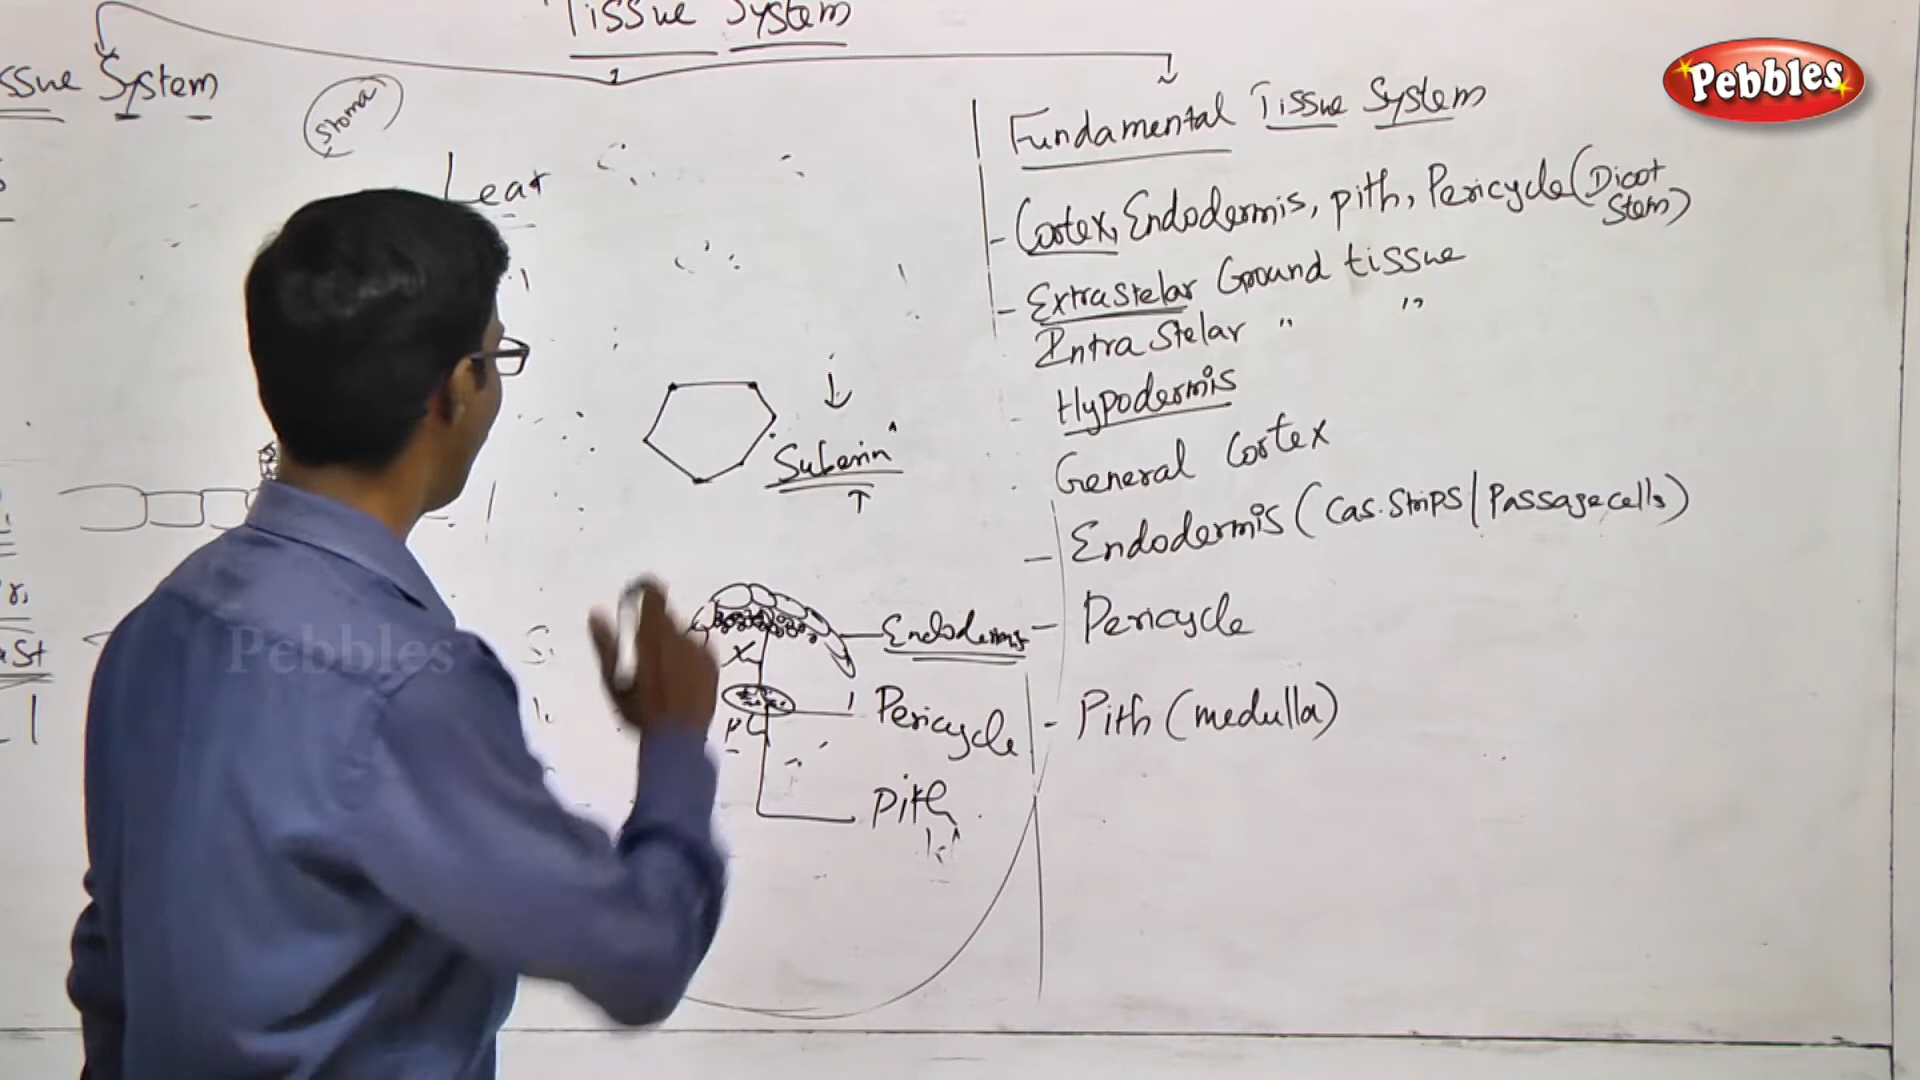 Tissue System
ssue System
Stoma
Leaf
Suberin
Endodermis
Pericycle
Pith
Fundamental Tissue System
- Cortex, Endodermis, pith, Pericycle (Dicot Stem)
- Extrastelar Ground tissue
Intra Stelar " "
Hypodermis
General Cortex
- Endodermis (Cas. Strips / Passage cells)
- Pericycle
- Pith (medulla)
Pebbles
Pebbles